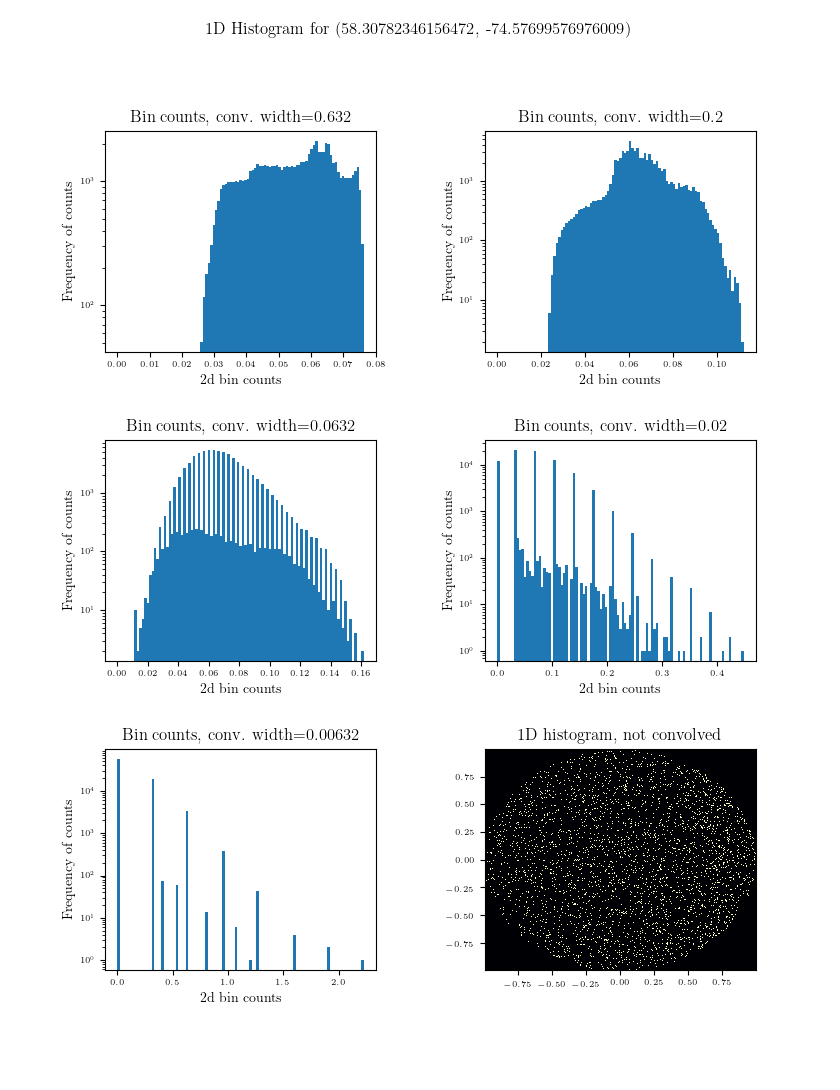 1D Histogram for (58.30782346156472, -74.57699576976009)
Bin counts, conv. width=0.632
Frequency of counts
10³
10²
0.00 0.01 0.02 0.03 0.04 0.05 0.06 0.07 0.08
2d bin counts
Bin counts, conv. width=0.2
Frequency of counts
10³
10²
10¹
0.00 0.02 0.04 0.06 0.08 0.10
2d bin counts
Bin counts, conv. width=0.0632
Frequency of counts
10³
10²
10¹
0.00 0.02 0.04 0.06 0.08 0.10 0.12 0.14 0.16
2d bin counts
Bin counts, conv. width=0.02
Frequency of counts
10⁴
10³
10²
10¹
10⁰
0.0 0.1 0.2 0.3 0.4
2d bin counts
Bin counts, conv. width=0.00632
Frequency of counts
10⁴
10³
10²
10¹
10⁰
0.0 0.5 1.0 1.5 2.0
2d bin counts
1D histogram, not convolved
0.75
0.50
0.25
0.00
−0.25
−0.50
−0.75
−0.75 −0.50 −0.25 0.00 0.25 0.50 0.75